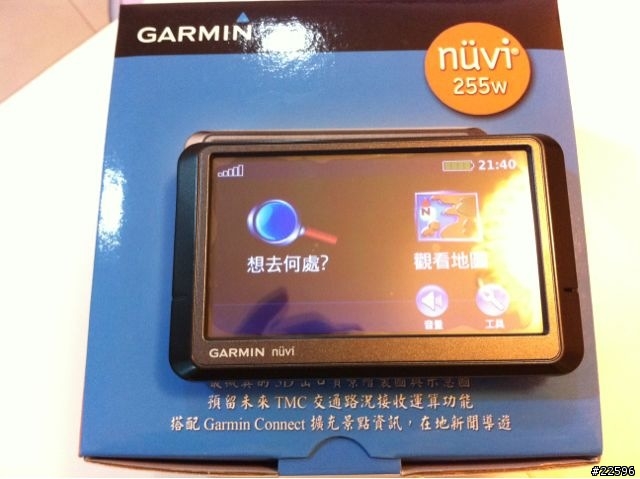 GARMIN
nüvi
255w
21:40
想去何處?
觀看地圖
音量
工具
GARMIN nüvi
預留未來 TMC 交通路況接收運算功能
搭配 Garmin Connect 擴充景點資訊，在地新聞導遊
#22596